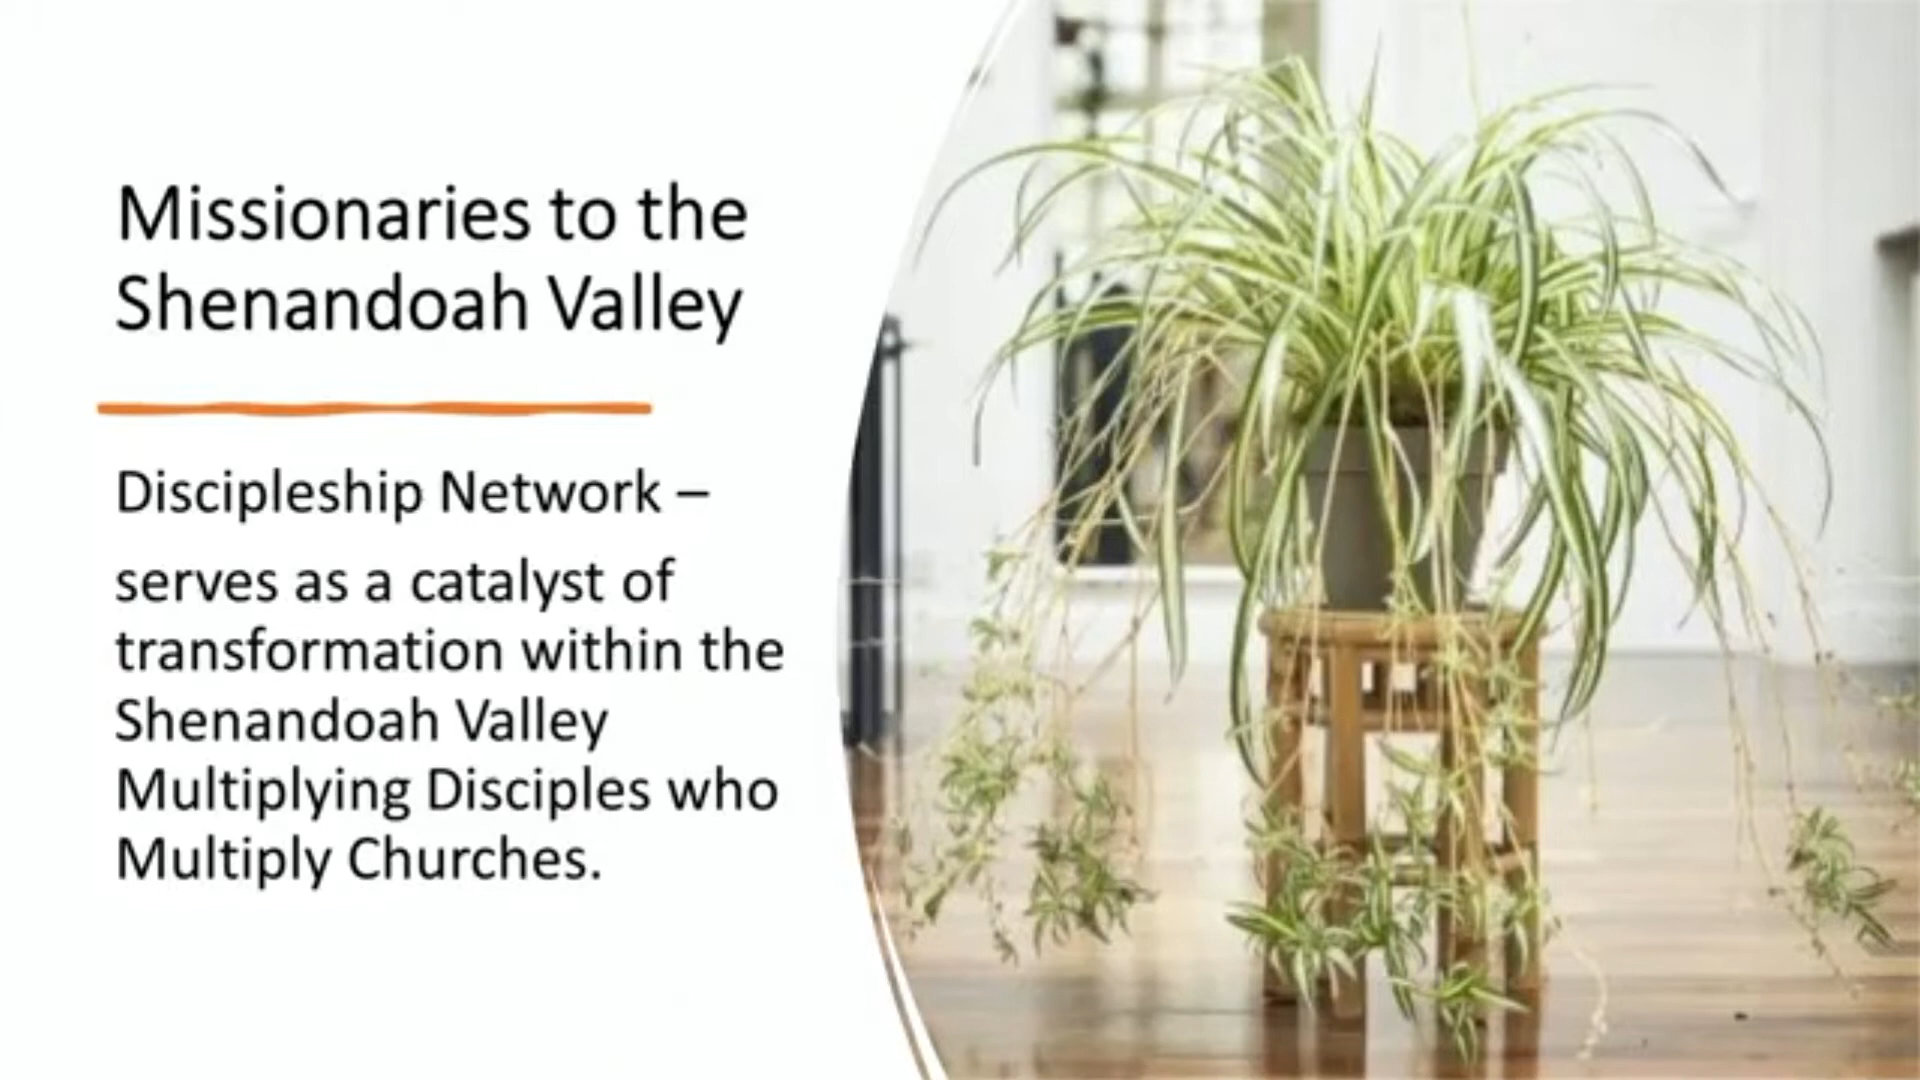 Missionaries to the
Shenandoah Valley
Discipleship Network –
serves as a catalyst of
transformation within the
Shenandoah Valley
Multiplying Disciples who
Multiply Churches.